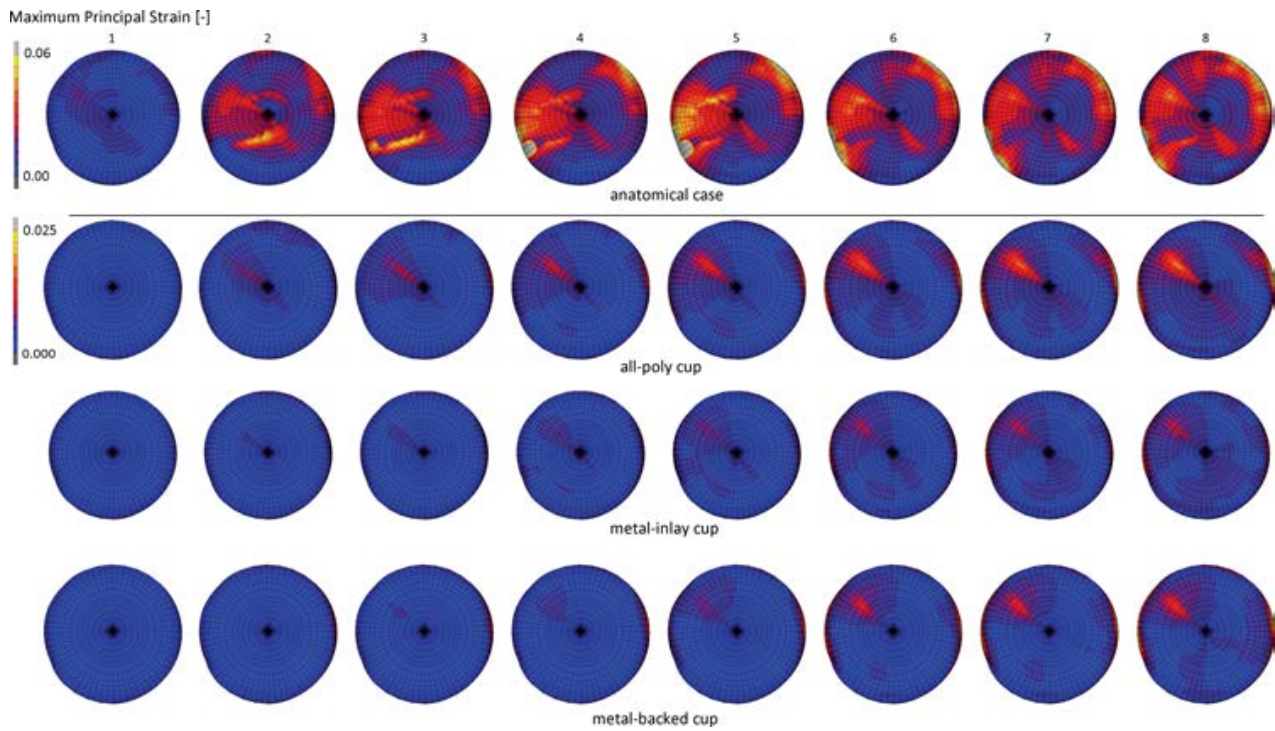 Maximum Principal Strain [-]
1 2 3 4 5 6 7 8
0.06
0.00
anatomical case
0.025
0.000
all-poly cup
metal-inlay cup
metal-backed cup